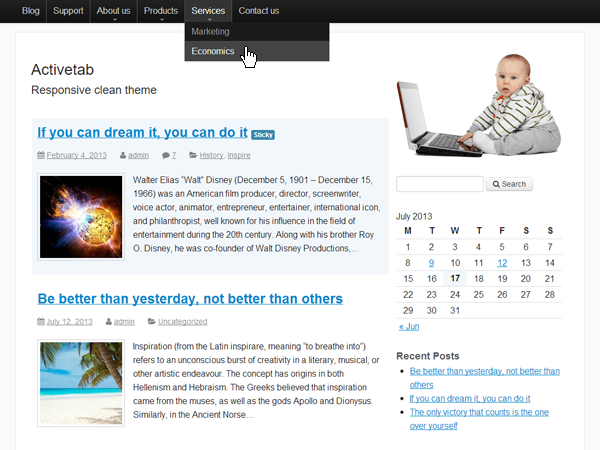 Blog Support About us Products Services Contact us
Marketing
Economics
Activetab
Responsive clean theme
If you can dream it, you can do it Sticky
February 4, 2013 admin 7 History, Inspire
Walter Elias "Walt" Disney (December 5, 1901 – December 15,
1966) was an American film producer, director, screenwriter,
voice actor, animator, entrepreneur, entertainer, international icon,
and philanthropist, well known for his influence in the field of
entertainment during the 20th century. Along with his brother Roy
O. Disney, he was co-founder of Walt Disney Productions,…
Be better than yesterday, not better than others
July 12, 2013 admin Uncategorized
Inspiration (from the Latin inspirare, meaning "to breathe into")
refers to an unconscious burst of creativity in a literary, musical, or
other artistic endeavour. The concept has origins in both
Hellenism and Hebraism. The Greeks believed that inspiration
came from the muses, as well as the gods Apollo and Dionysus.
Similarly, in the Ancient Norse…
Search
July 2013
M T W T F S S
1 2 3 4 5 6 7
8 9 10 11 12 13 14
15 16 17 18 19 20 21
22 23 24 25 26 27 28
29 30 31
« Jun
Recent Posts
Be better than yesterday, not better than
others
If you can dream it, you can do it
The only victory that counts is the one
over yourself